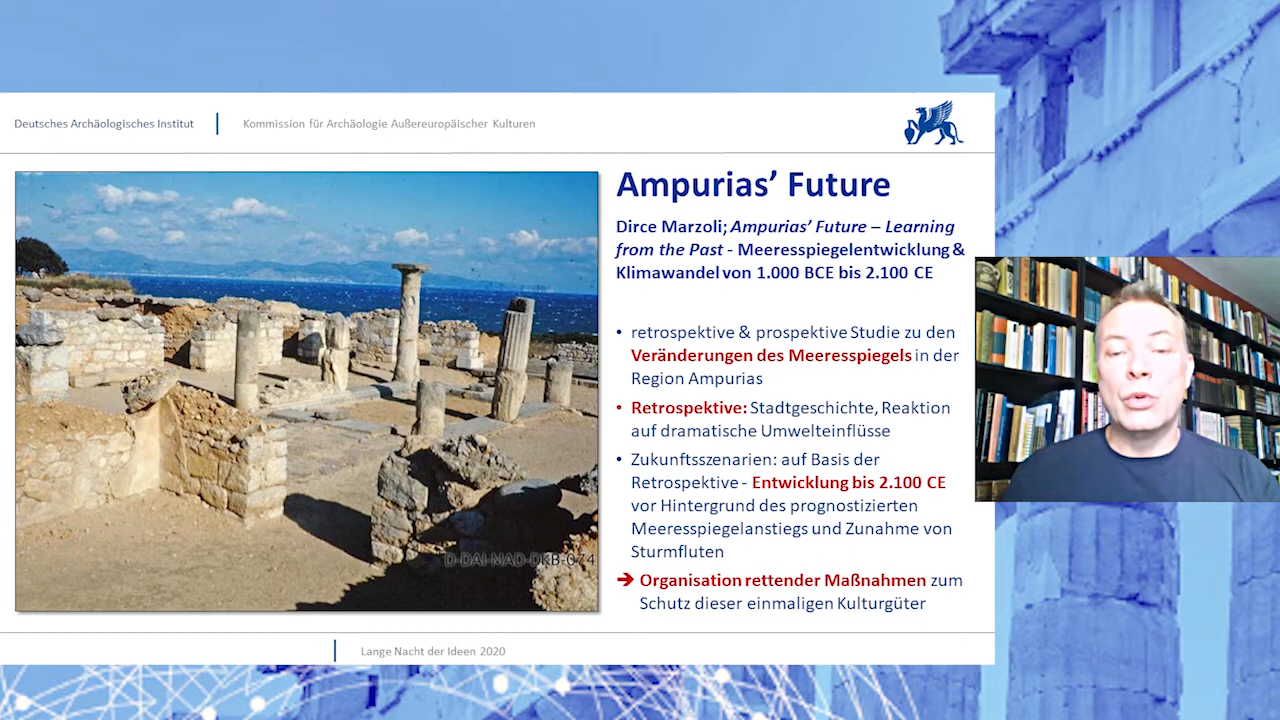 Deutsches Archäologisches Institut
Kommission für Archäologie Außereuropäischer Kulturen
Ampurias’ Future
Dirce Marzoli; Ampurias’ Future – Learning
from the Past - Meeresspiegelentwicklung &
Klimawandel von 1.000 BCE bis 2.100 CE
• retrospektive & prospektive Studie zu den
Veränderungen des Meeresspiegels in der
Region Ampurias
• Retrospektive: Stadtgeschichte, Reaktion
auf dramatische Umwelteinflüsse
• Zukunftsszenarien: auf Basis der
Retrospektive - Entwicklung bis 2.100 CE
vor Hintergrund des prognostizierten
Meeresspiegelanstiegs und Zunahme von
Sturmfluten
➔ Organisation rettender Maßnahmen zum
Schutz dieser einmaligen Kulturgüter
D-DAI-MAD-DKB-074
Lange Nacht der Ideen 2020